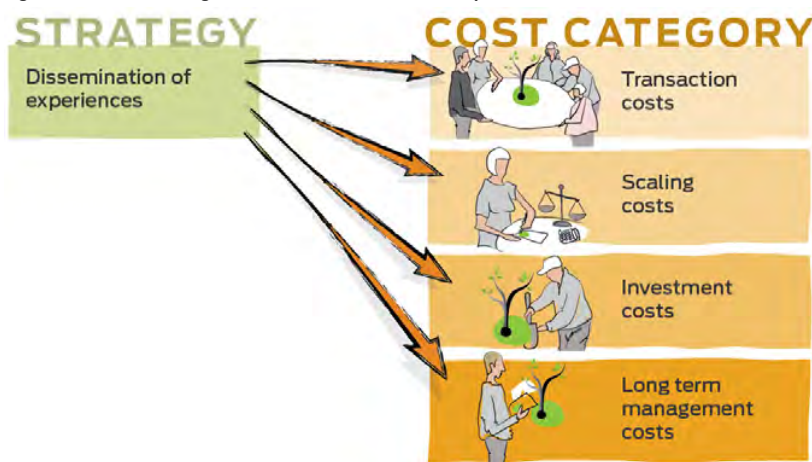 STRATEGY
Dissemination of
experiences
COST CATEGORY
Transaction
costs
Scaling
costs
Investment
costs
Long term
management
costs